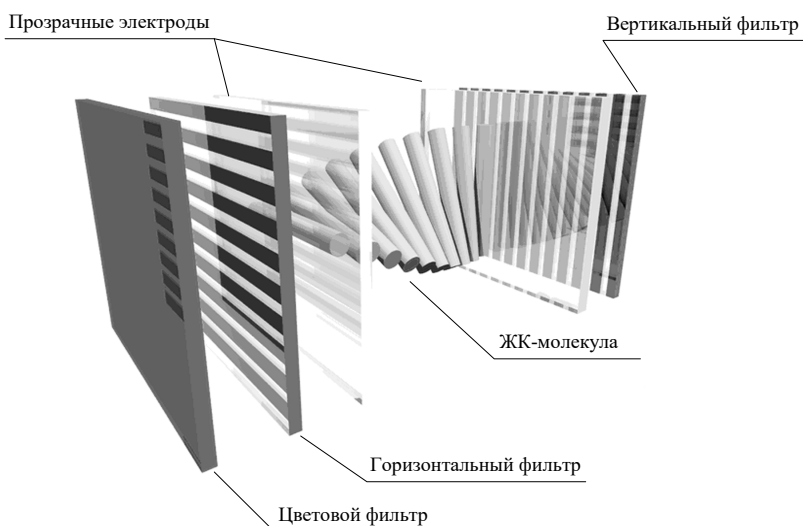 Прозрачные электроды
Вертикальный фильтр
ЖК-молекула
Горизонтальный фильтр
Цветовой фильтр